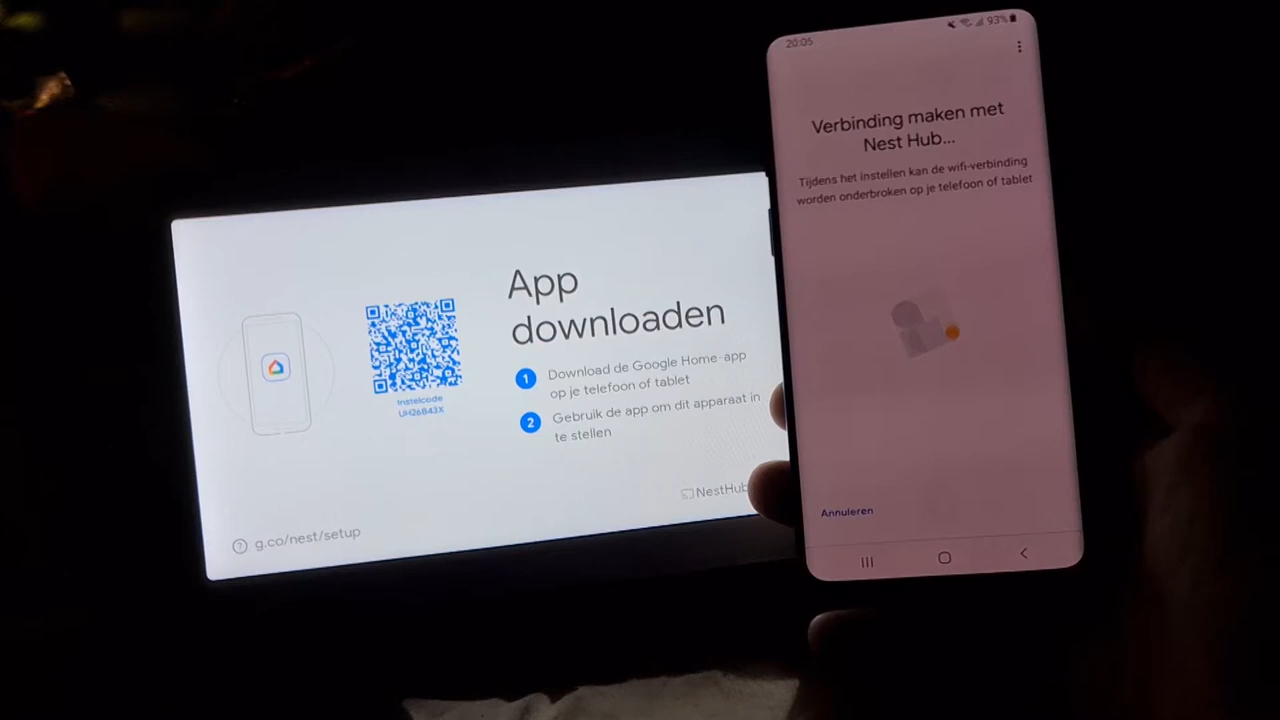 App
downloaden
1 Download de Google Home-app
op je telefoon of tablet
2 Gebruik de app om dit apparaat in
te stellen
Instelcode
UH26B43X
NestHub
? g.co/nest/setup
20:05
93%
Verbinding maken met
Nest Hub...
Tijdens het instellen kan de wifi-verbinding
worden onderbroken op je telefoon of tablet
Annuleren